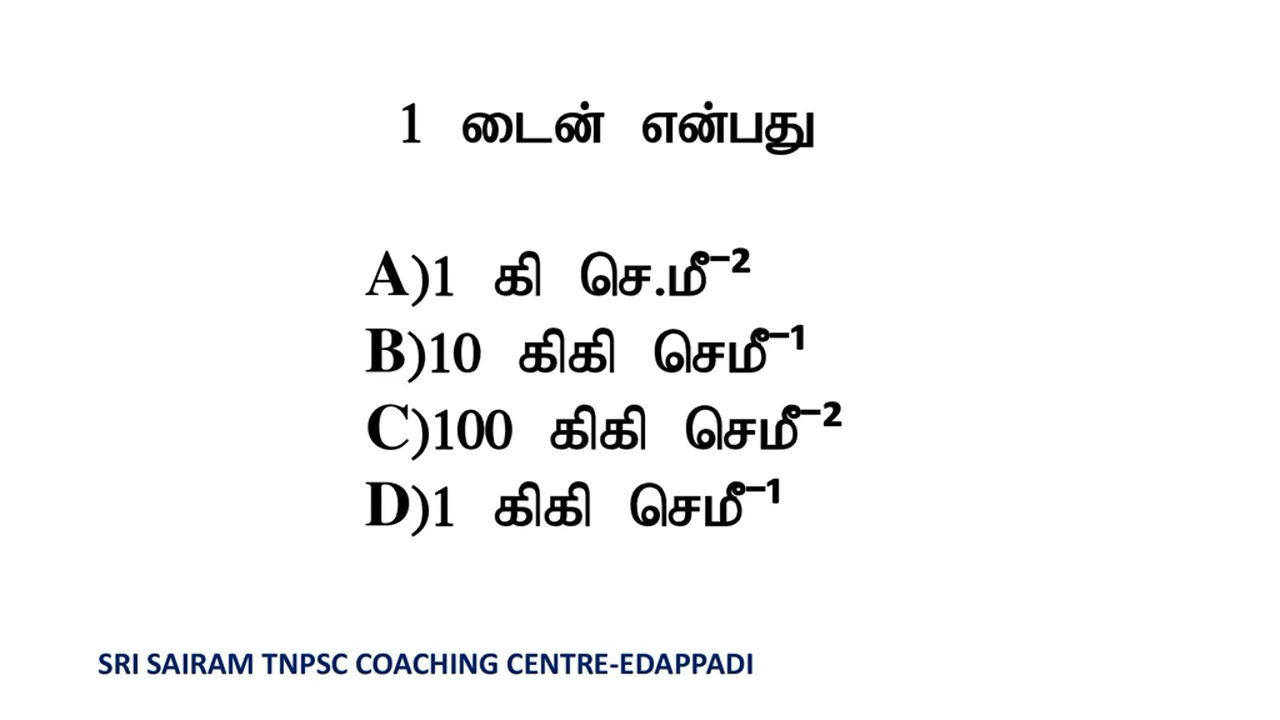 1 டைன் என்பது
A)1 கி செ.மீ⁻²
B)10 கிகி செமீ⁻¹
C)100 கிகி செமீ⁻²
D)1 கிகி செமீ⁻¹
SRI SAIRAM TNPSC COACHING CENTRE-EDAPPADI